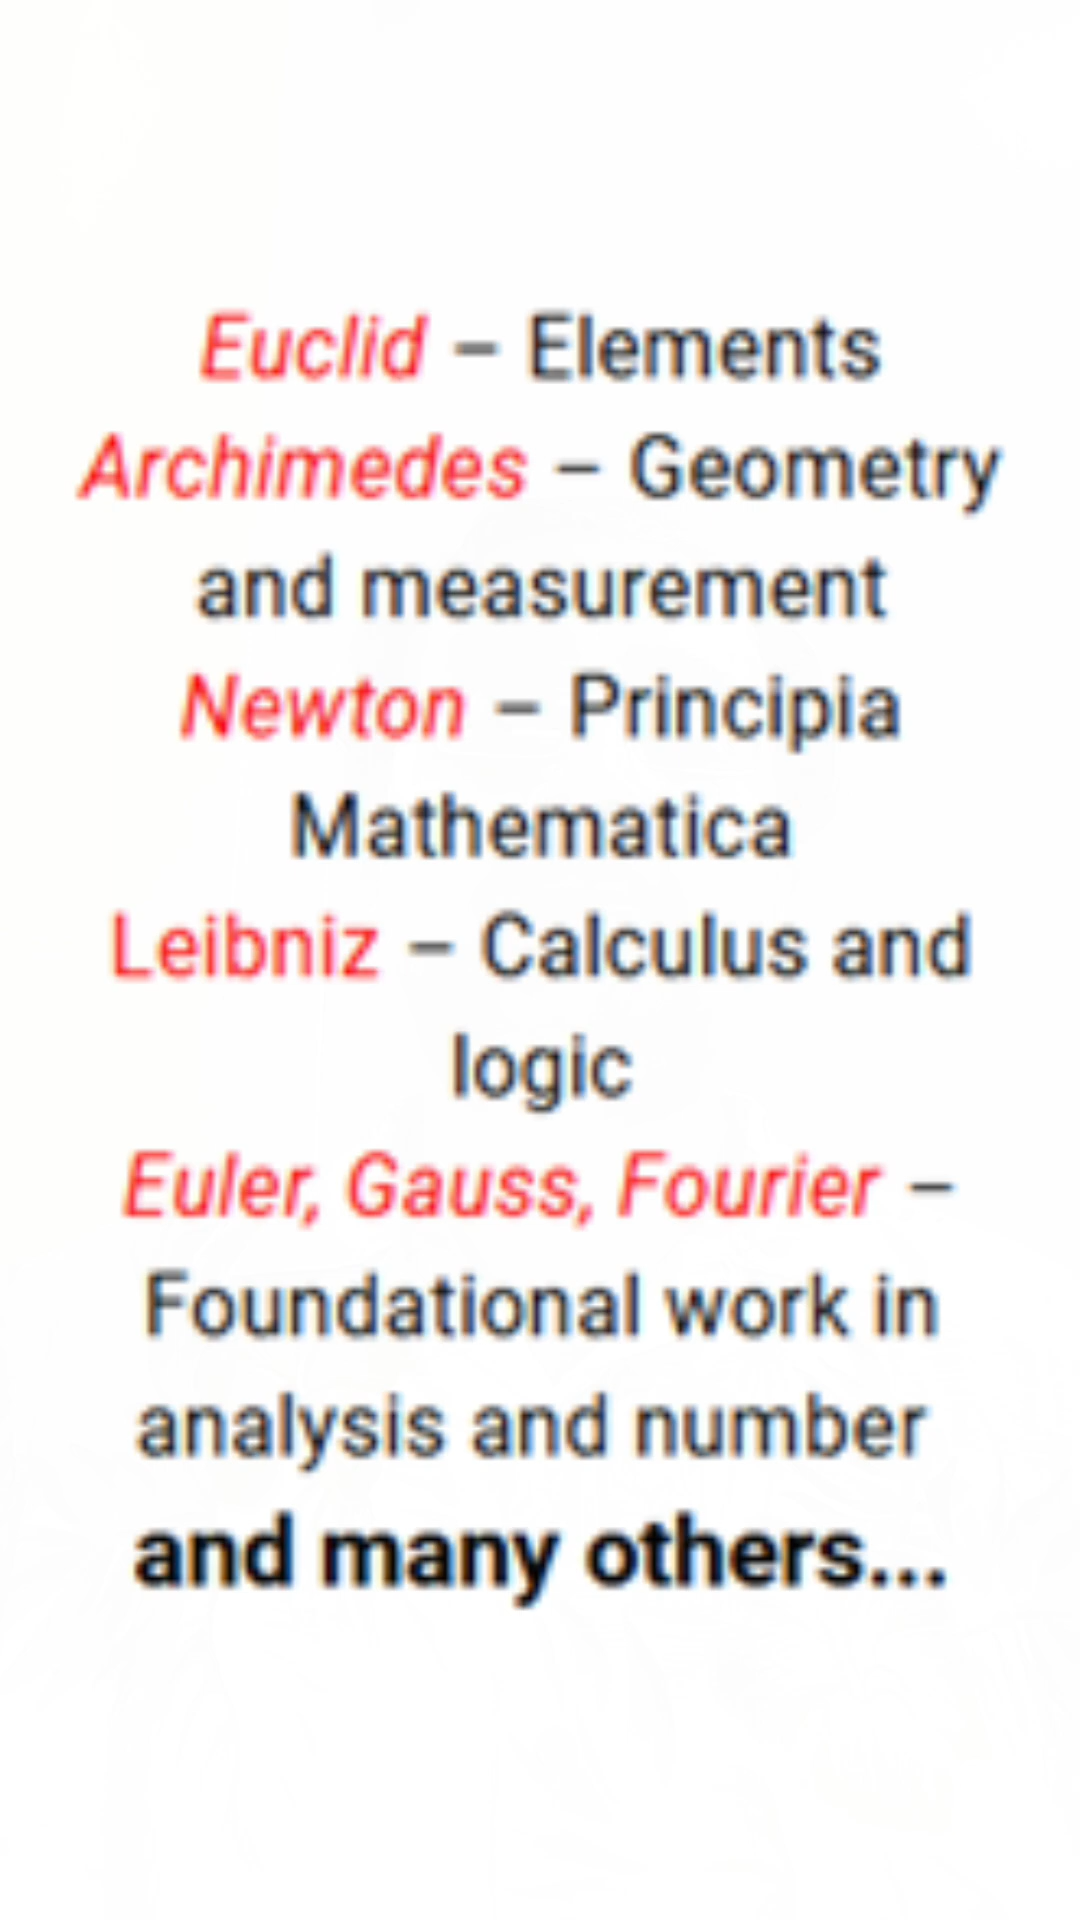 Euclid – Elements
Archimedes – Geometry
and measurement
Newton – Principia
Mathematica
Leibniz – Calculus and
logic
Euler, Gauss, Fourier –
Foundational work in
analysis and number
and many others...